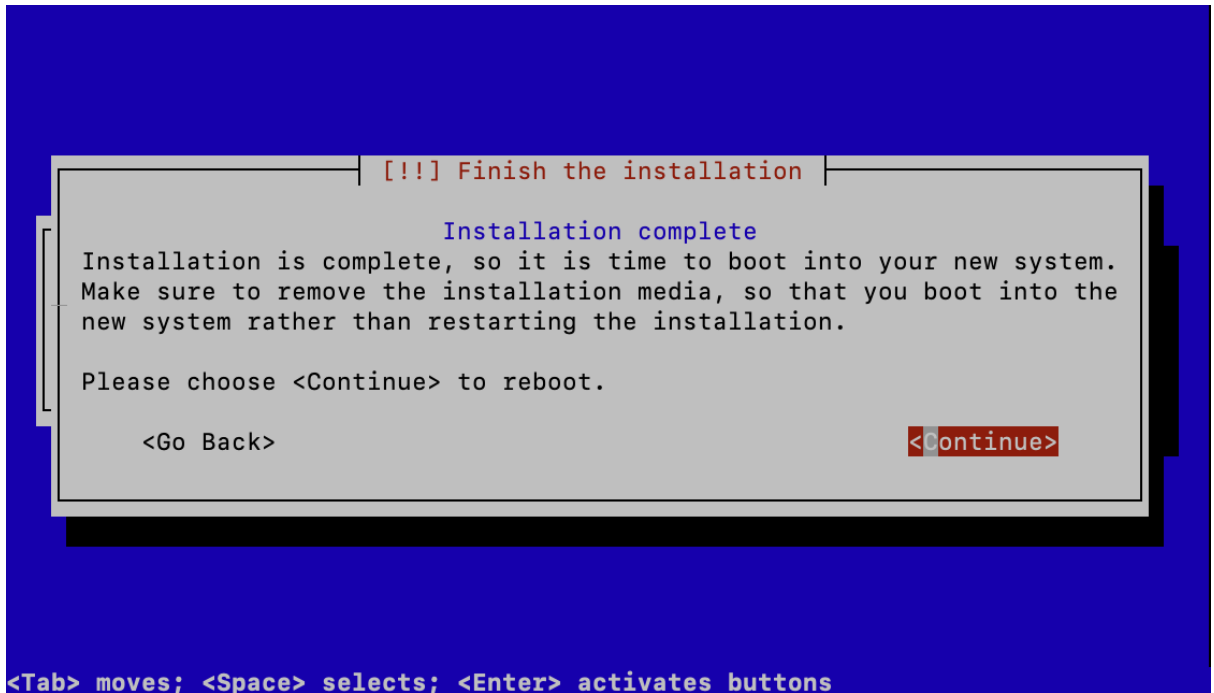 [!!] Finish the installation
Installation complete
Installation is complete, so it is time to boot into your new system.
Make sure to remove the installation media, so that you boot into the
new system rather than restarting the installation.
Please choose <Continue> to reboot.
<Go Back> <Continue>
<Tab> moves; <Space> selects; <Enter> activates buttons